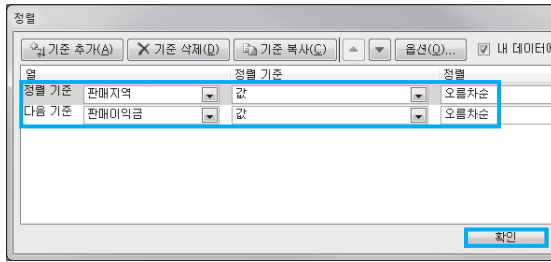 정렬
기준 추가(A) 기준 삭제(D) 기준 복사(C) 옵션(O)... 내 데이터에
열 정렬 기준 정렬
정렬 기준 판매지역 값 오름차순
다음 기준 판매이익금 값 오름차순
확인